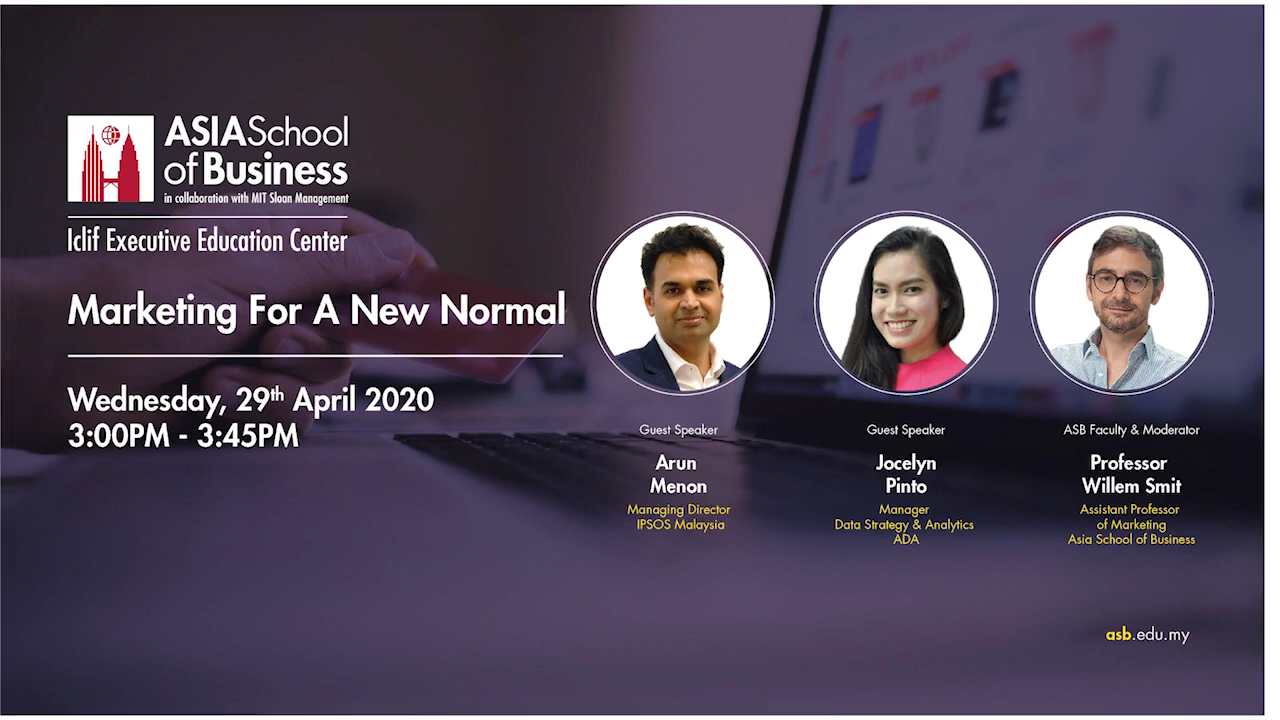 ASIA School
of Business
in collaboration with MIT Sloan Management
Iclif Executive Education Center
Marketing For A New Normal
Wednesday, 29th April 2020
3:00PM - 3:45PM
Guest Speaker
Arun
Menon
Managing Director
IPSOS Malaysia
Guest Speaker
Jocelyn
Pinto
Manager
Data Strategy & Analytics
ADA
ASB Faculty & Moderator
Professor
Willem Smit
Assistant Professor
of Marketing
Asia School of Business
asb.edu.my